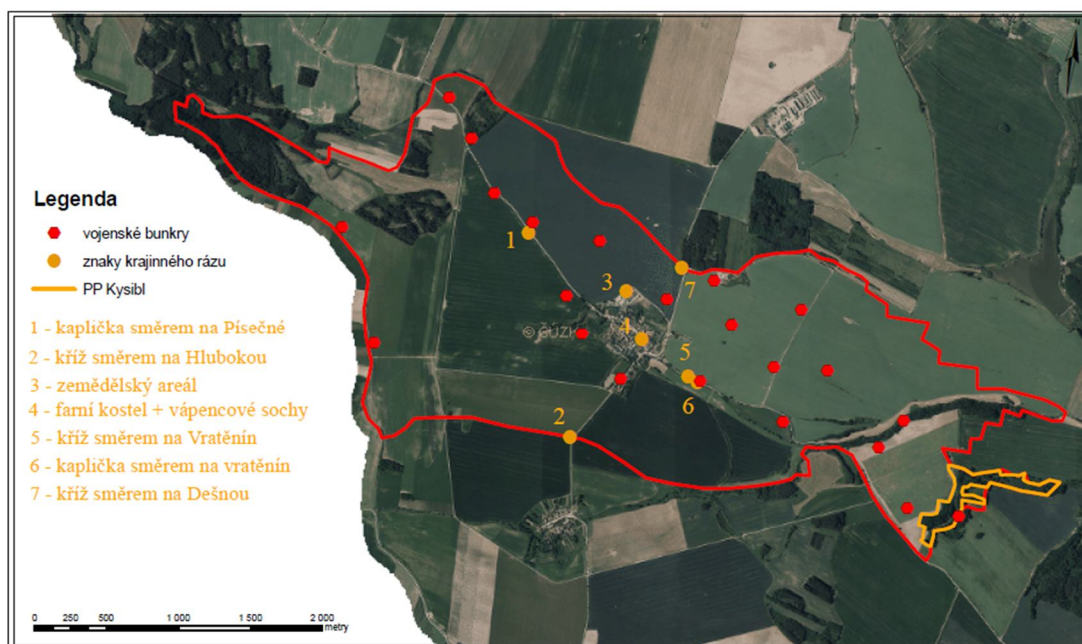 Legenda
vojenské bunkry
znaky krajinného rázu
PP Kysibl
1 - kaplička směrem na Písečné
2 - kříž směrem na Hlubokou
3 - zemědělský areál
4 - farní kostel + vápencové sochy
5 - kříž směrem na Vratěnín
6 - kaplička směrem na vratěnín
7 - kříž směrem na Dešnou
1
3
7
© ČÚZK
4
5
6
2
0 250 500 1 000 1 500 2 000
metry